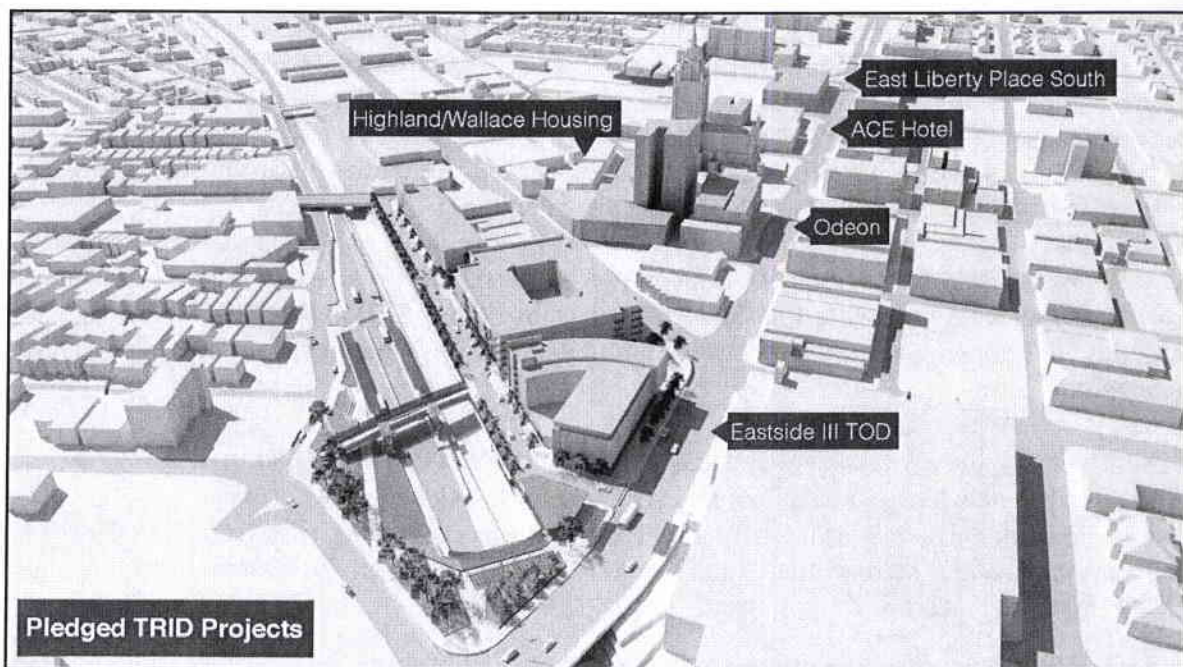 East Liberty Place South
Highland/Wallace Housing
ACE Hotel
Odeon
Eastside III TOD
Pledged TRID Projects